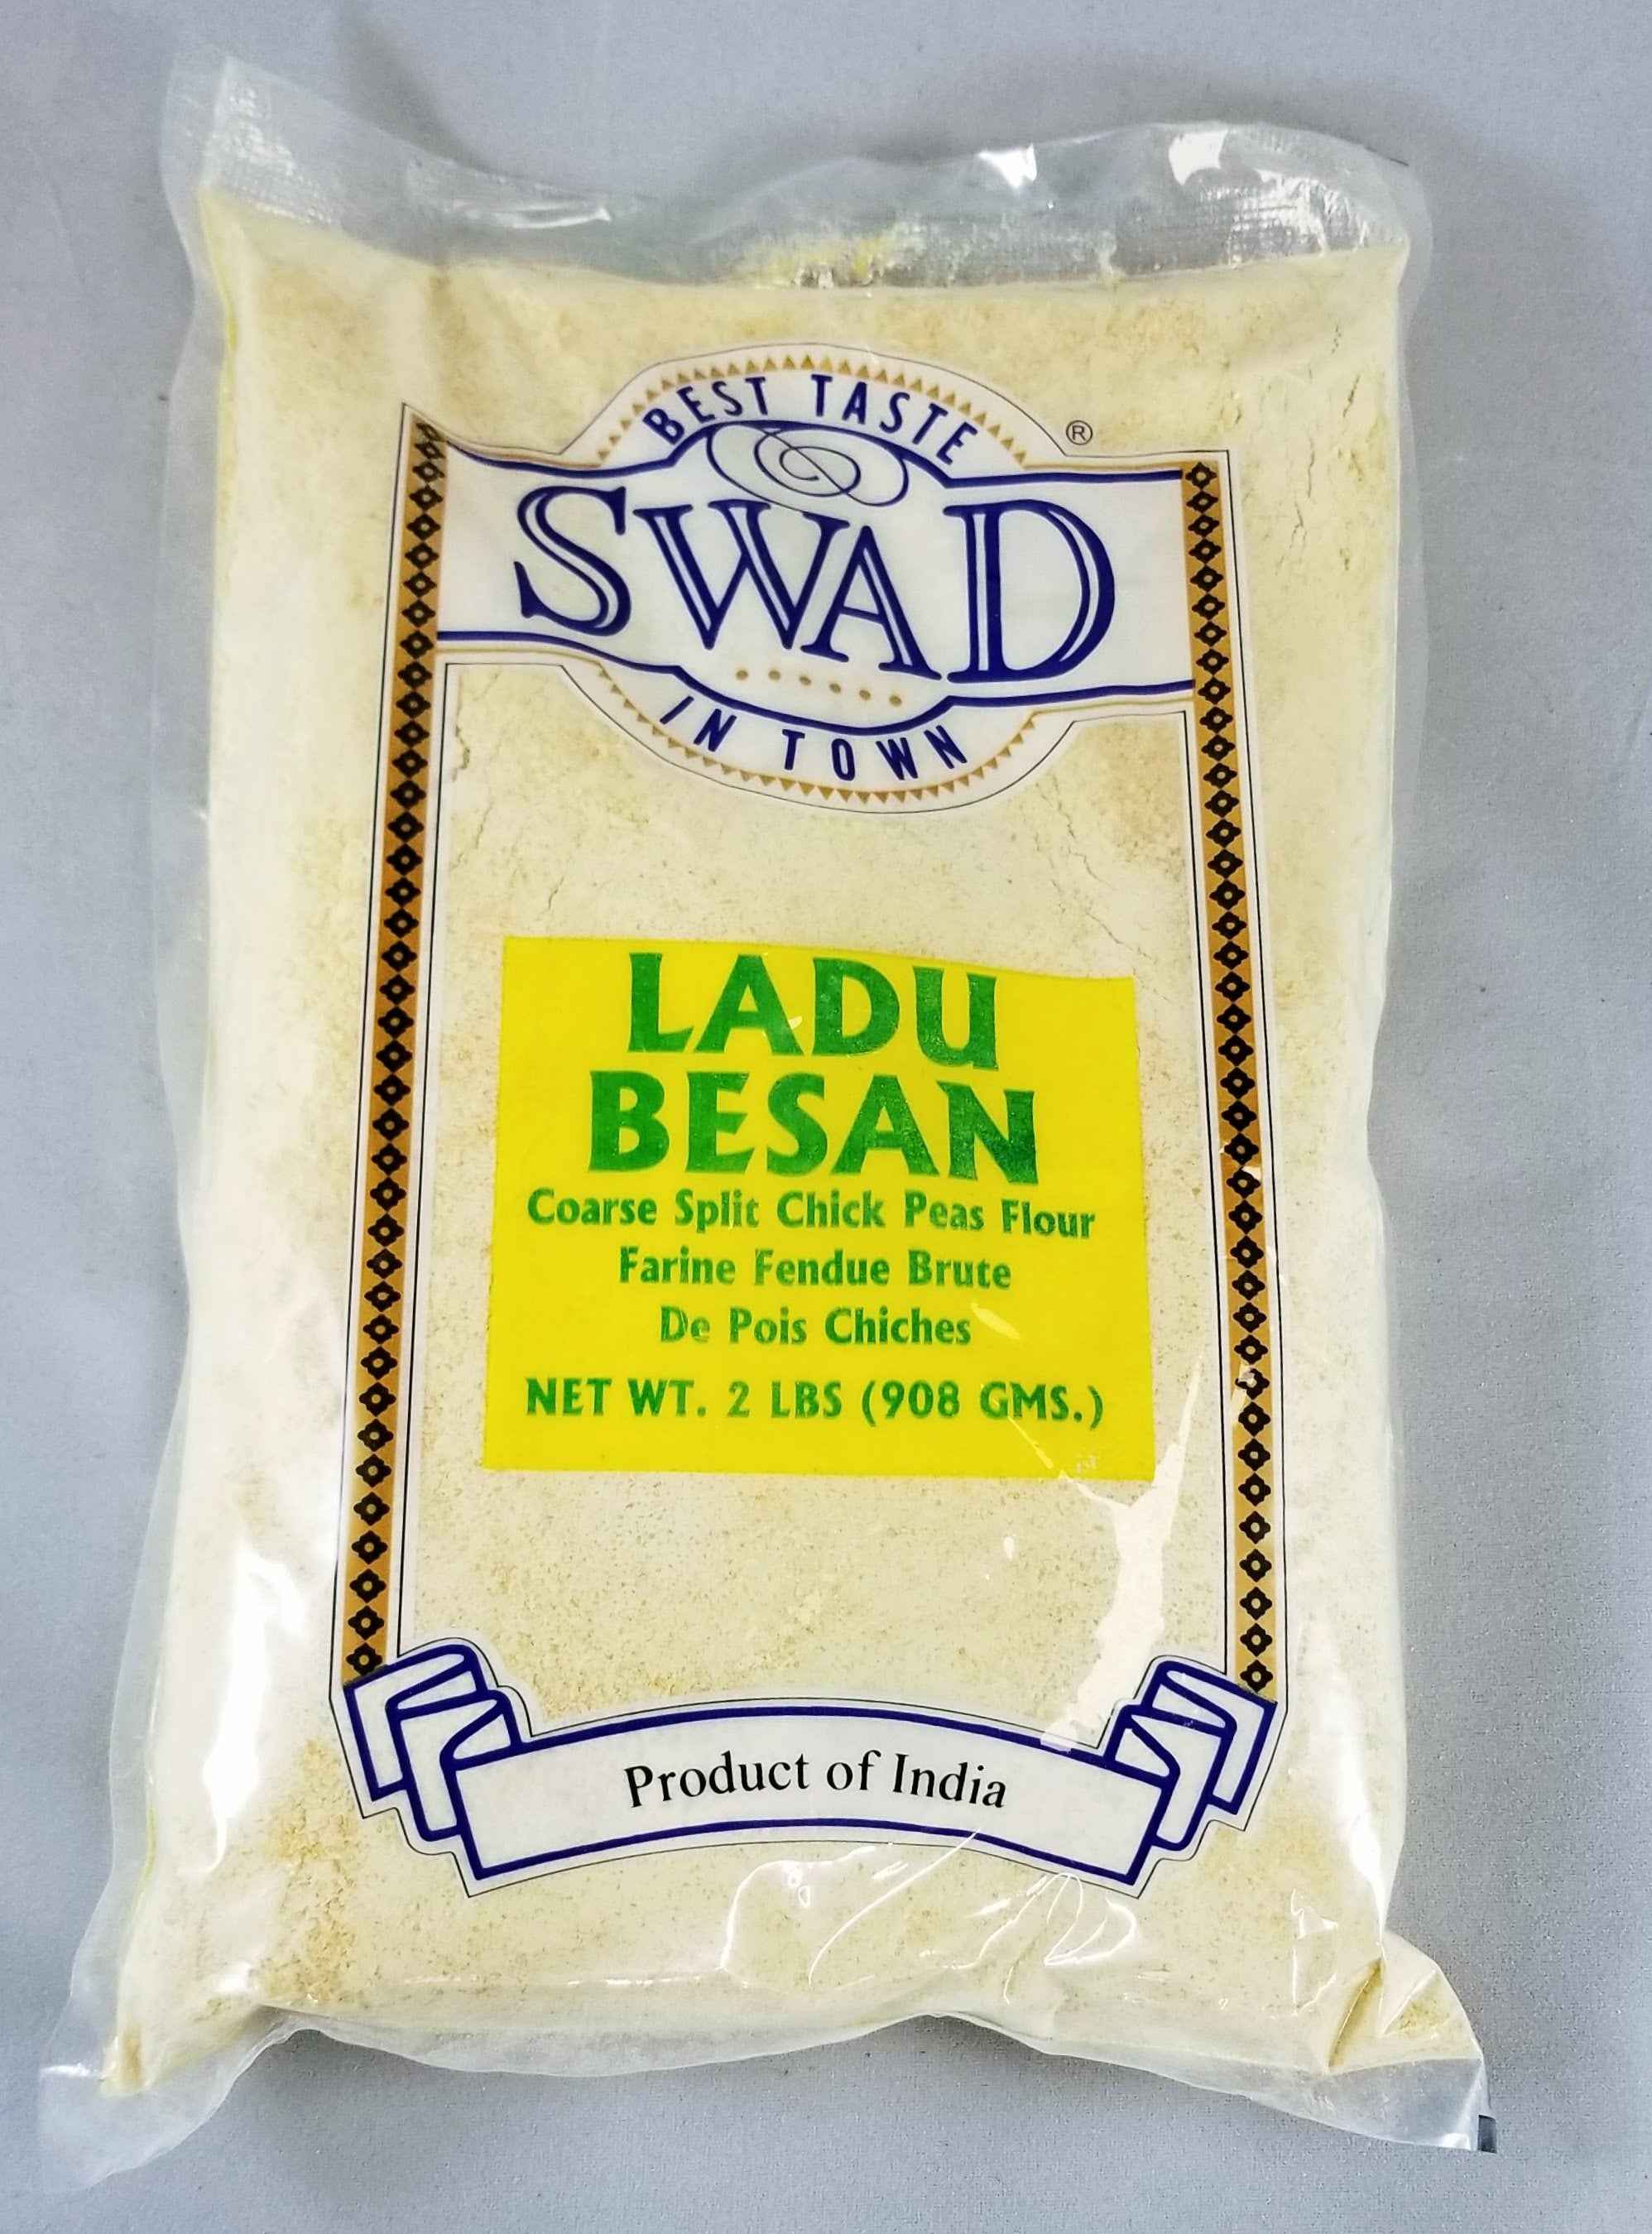 BEST TASTE
®
SWAD
IN TOWN
LADU
BESAN
Coarse Split Chick Peas Flour
Farine Fendue Brute
De Pois Chiches
NET WT. 2 LBS (908 GMS.)
Product of India